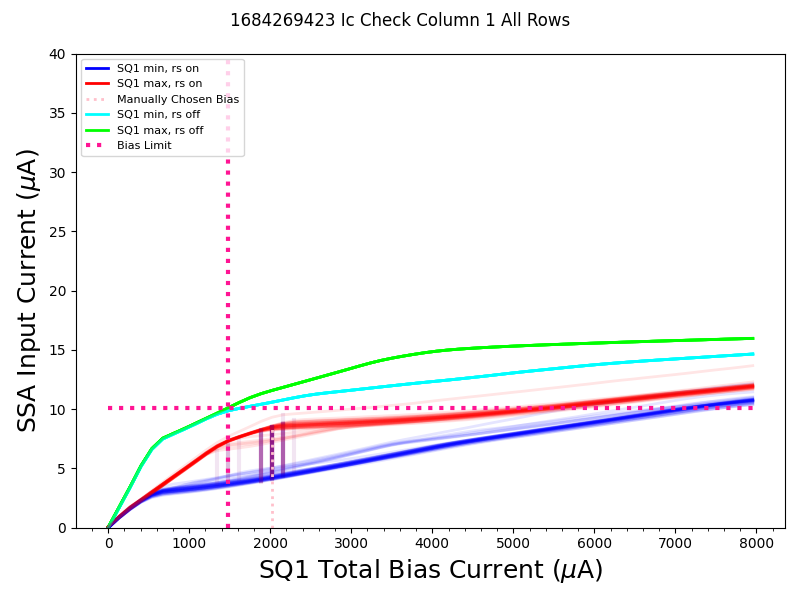 1684269423 Ic Check Column 1 All Rows
SSA Input Current (μA)
40
35
30
25
20
15
10
5
0
SQ1 min, rs on
SQ1 max, rs on
Manually Chosen Bias
SQ1 min, rs off
SQ1 max, rs off
Bias Limit
0 1000 2000 3000 4000 5000 6000 7000 8000
SQ1 Total Bias Current (μA)